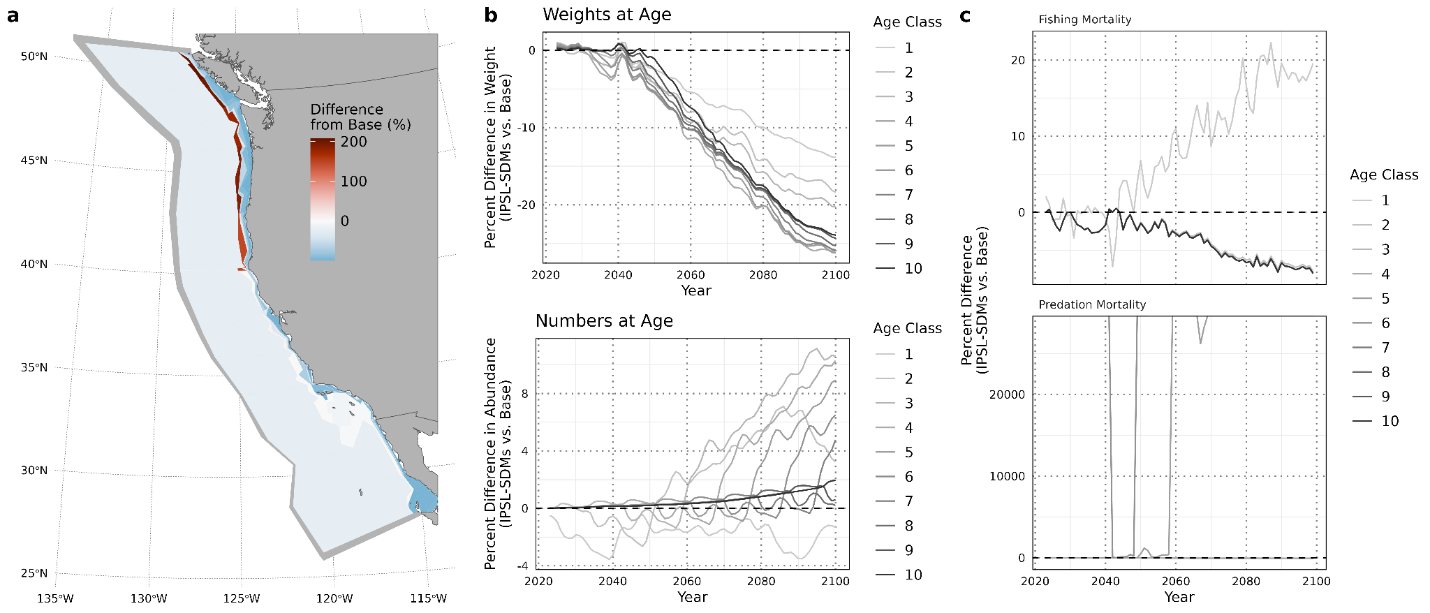 a
50°N
45°N
40°N
35°N
30°N
25°N
135°W
130°W
125°W
120°W
115°W
Difference
from Base (%)
200
100
0
b
Weights at Age
Percent Difference in Weight
(IPSL-SDMs vs. Base)
0
-10
-20
2020
2040
2060
2080
2100
Year
Age Class
1
2
3
4
5
6
7
8
9
10
Numbers at Age
Percent Difference in Abundance
(IPSL-SDMs vs. Base)
8
4
0
-4
2020
2040
2060
2080
2100
Year
Age Class
1
2
3
4
5
6
7
8
9
10
c
Fishing Mortality
20
10
0
Percent Difference
(IPSL-SDMs vs. Base)
Predation Mortality
20000
10000
0
2020
2040
2060
2080
2100
Year
Age Class
1
2
3
4
5
6
7
8
9
10